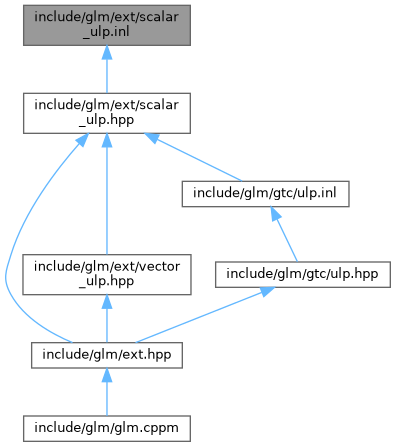 include/glm/ext/scalar
_ulp.inl
include/glm/ext/scalar
_ulp.hpp
include/glm/gtc/ulp.inl
include/glm/ext/vector
_ulp.hpp
include/glm/gtc/ulp.hpp
include/glm/ext.hpp
include/glm/glm.cppm